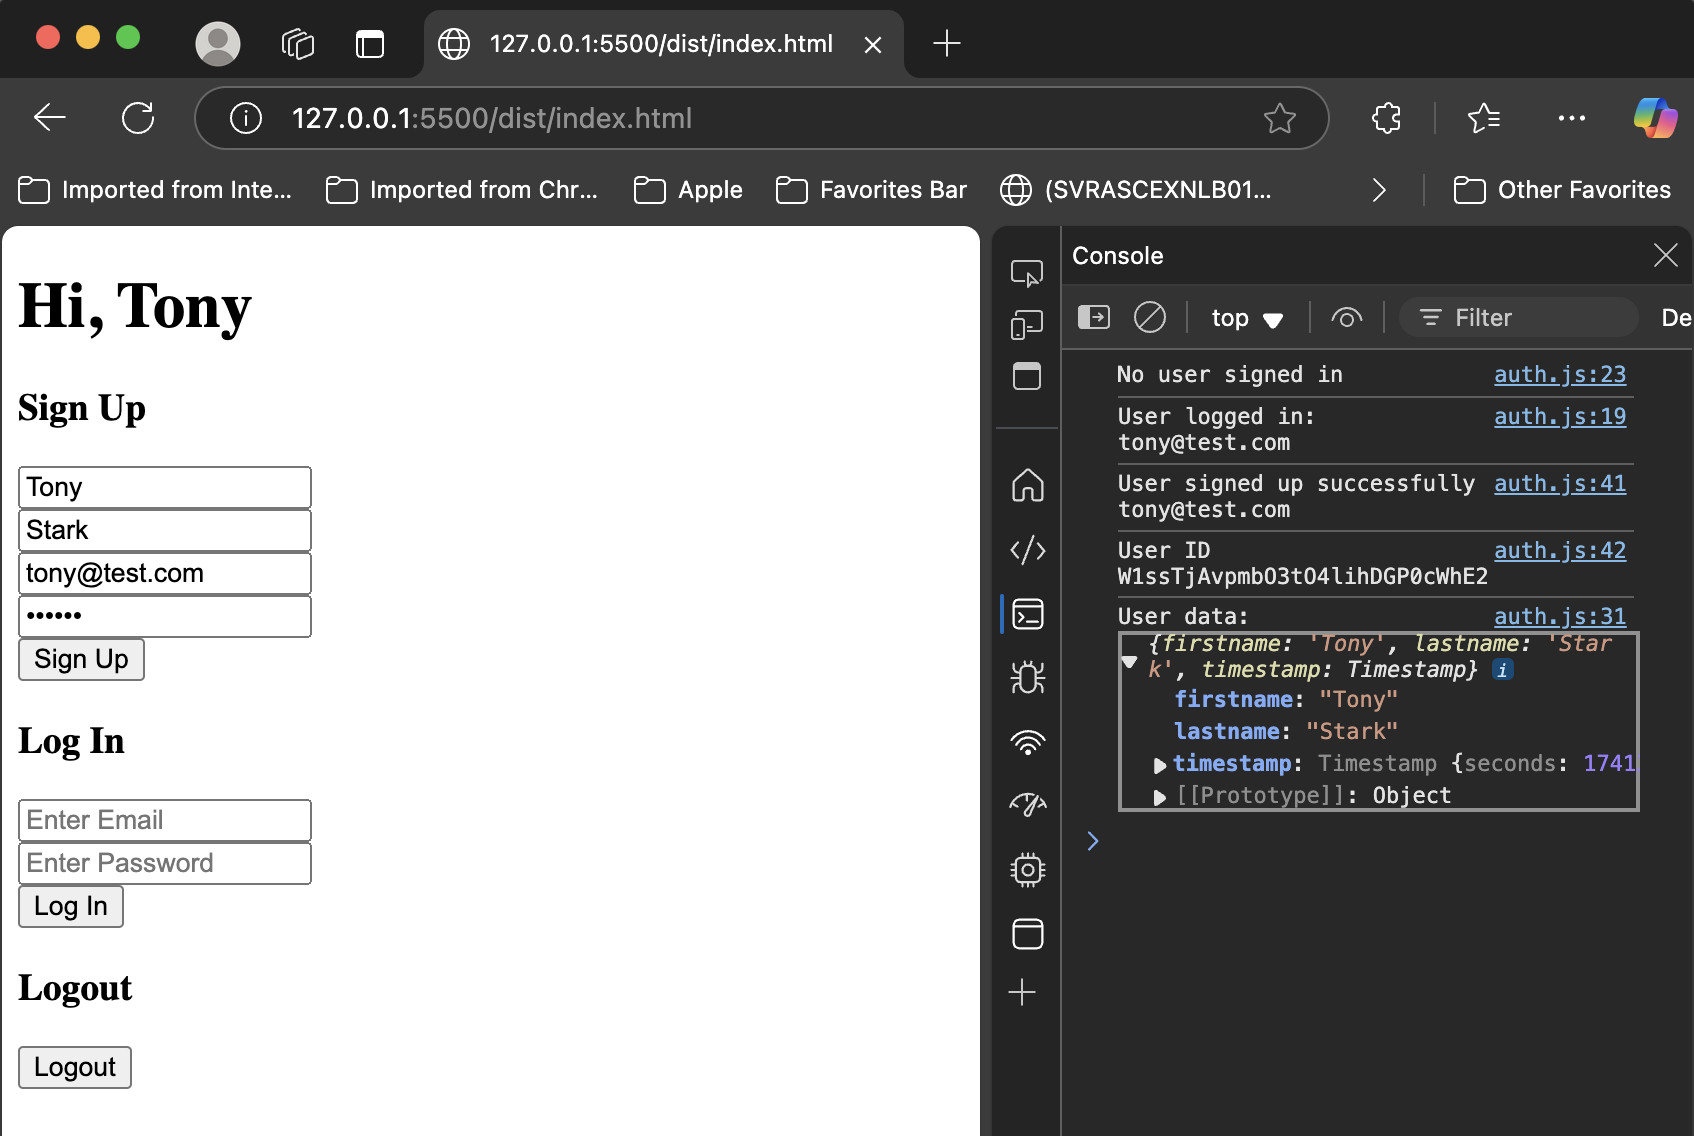 127.0.0.1:5500/dist/index.html
127.0.0.1:5500/dist/index.html
Imported from Inte...
Imported from Chr...
Apple
Favorites Bar
(SVRASCEXNLB01...
Other Favorites
Hi, Tony
Sign Up
Tony
Stark
tony@test.com
••••••
Sign Up
Log In
Enter Email
Enter Password
Log In
Logout
Logout
Console
top
Filter
De
No user signed in auth.js:23
User logged in: auth.js:19
tony@test.com
User signed up successfully auth.js:41
tony@test.com
User ID auth.js:42
W1ssTjAvpmbO3tO4lihDGP0cWhE2
User data: auth.js:31
{firstname: 'Tony', lastname: 'Star
k', timestamp: Timestamp} i
firstname: "Tony"
lastname: "Stark"
timestamp: Timestamp {seconds: 1741
[[Prototype]]: Object